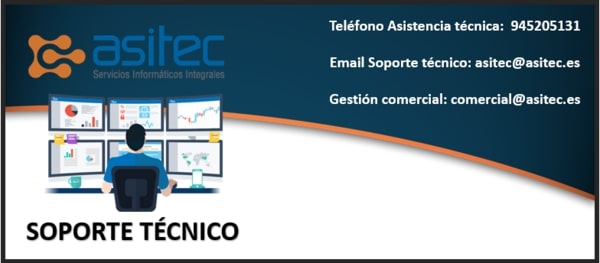 asitec
Servicios Informáticos Integrales
Teléfono Asistencia técnica: 945205131
Email Soporte técnico: asitec@asitec.es
Gestión comercial: comercial@asitec.es
SOPORTE TÉCNICO